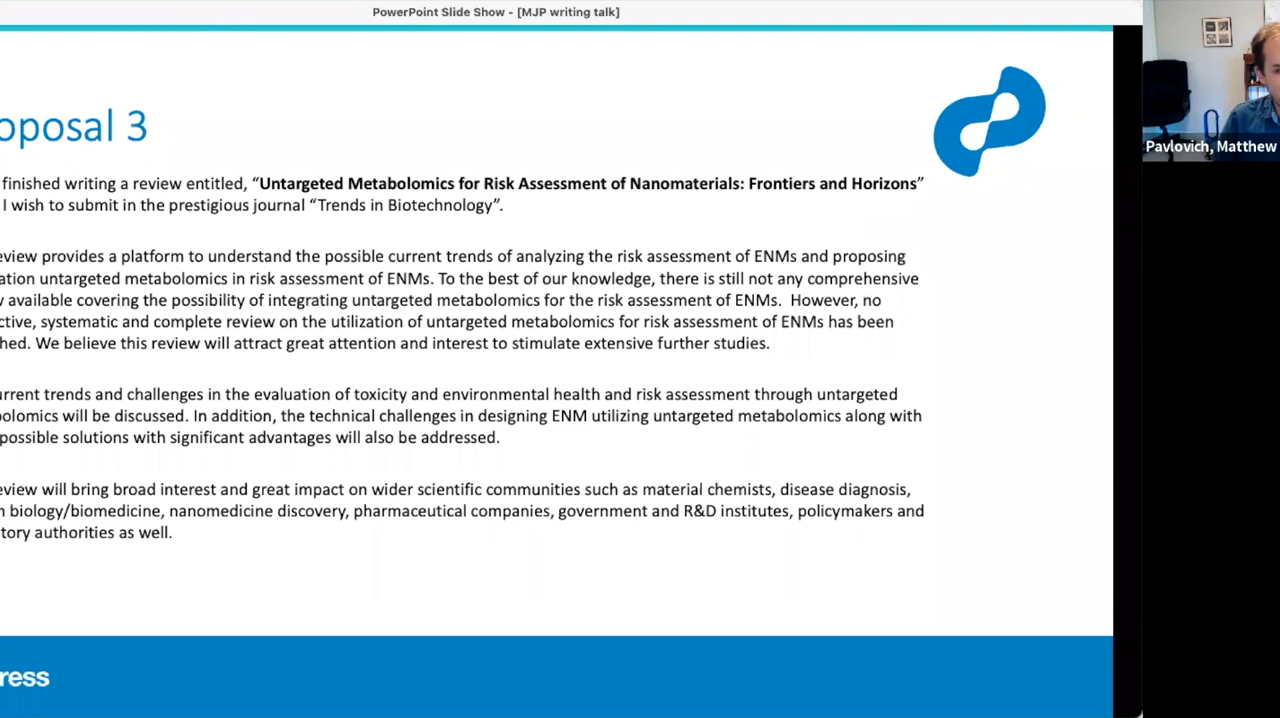 PowerPoint Slide Show - [MJP writing talk]
oposal 3
finished writing a review entitled, “Untargeted Metabolomics for Risk Assessment of Nanomaterials: Frontiers and Horizons”
I wish to submit in the prestigious journal “Trends in Biotechnology”.
eview provides a platform to understand the possible current trends of analyzing the risk assessment of ENMs and proposing
ation untargeted metabolomics in risk assessment of ENMs. To the best of our knowledge, there is still not any comprehensive
available covering the possibility of integrating untargeted metabolomics for the risk assessment of ENMs. However, no
ctive, systematic and complete review on the utilization of untargeted metabolomics for risk assessment of ENMs has been
hed. We believe this review will attract great attention and interest to stimulate extensive further studies.
urrent trends and challenges in the evaluation of toxicity and environmental health and risk assessment through untargeted
bolomics will be discussed. In addition, the technical challenges in designing ENM utilizing untargeted metabolomics along with
possible solutions with significant advantages will also be addressed.
eview will bring broad interest and great impact on wider scientific communities such as material chemists, disease diagnosis,
biology/biomedicine, nanomedicine discovery, pharmaceutical companies, government and R&D institutes, policymakers and
tory authorities as well.
ress
Pavlovich, Matthew